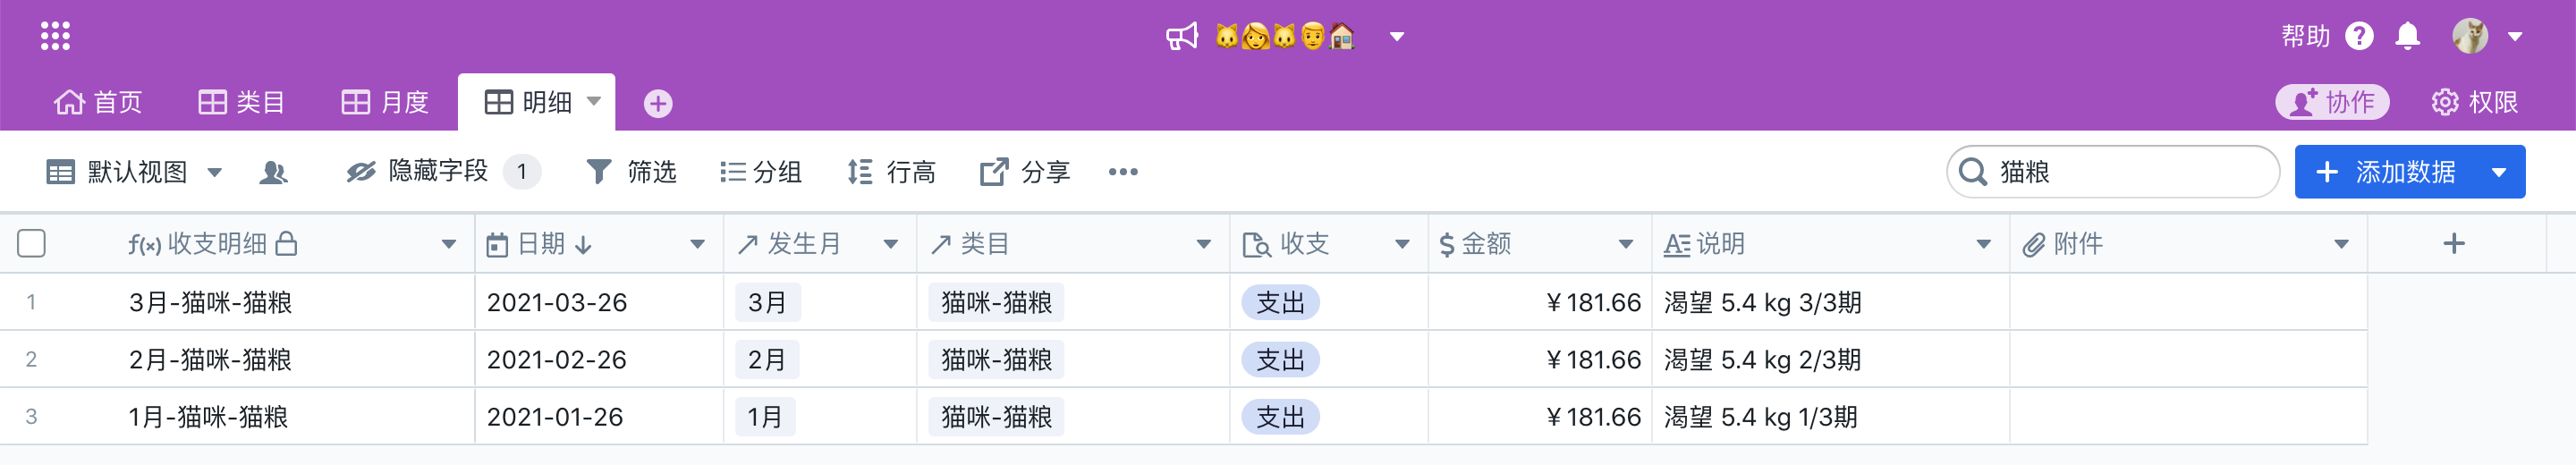 帮助
首页 类目 月度 明细 协作 权限
默认视图 隐藏字段 1 筛选 分组 行高 分享 猫粮 添加数据
f(x) 收支明细 日期 发生月 类目 收支 $ 金额 说明 附件
1 3月-猫咪-猫粮 2021-03-26 3月 猫咪-猫粮 支出 ¥181.66 渴望 5.4 kg 3/3期
2 2月-猫咪-猫粮 2021-02-26 2月 猫咪-猫粮 支出 ¥181.66 渴望 5.4 kg 2/3期
3 1月-猫咪-猫粮 2021-01-26 1月 猫咪-猫粮 支出 ¥181.66 渴望 5.4 kg 1/3期